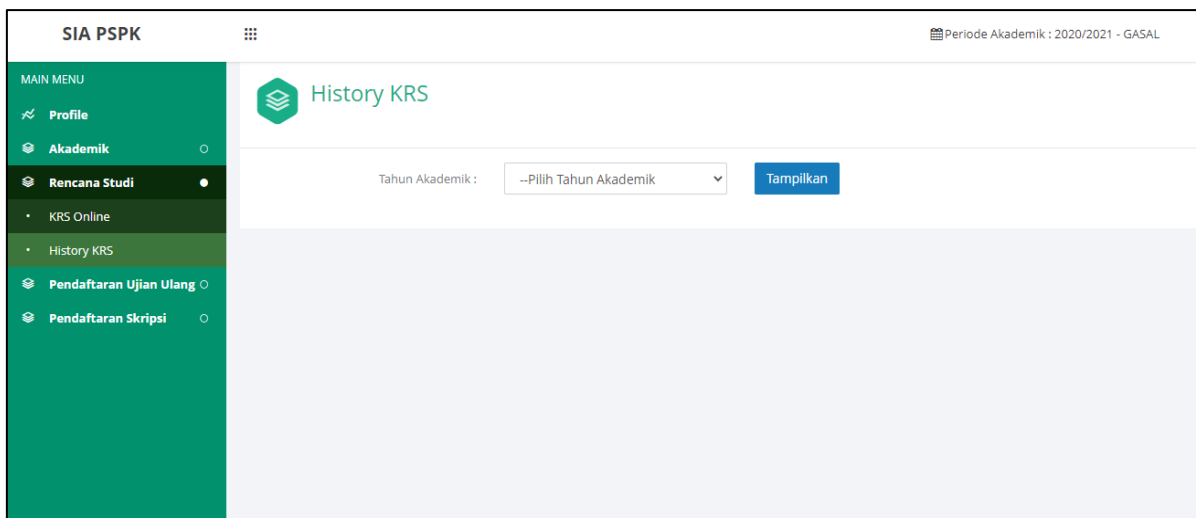 SIA PSPK
Periode Akademik : 2020/2021 - GASAL
MAIN MENU
Profile
Akademik
Rencana Studi
KRS Online
History KRS
Pendaftaran Ujian Ulang
Pendaftaran Skripsi
History KRS
Tahun Akademik :
--Pilih Tahun Akademik
Tampilkan